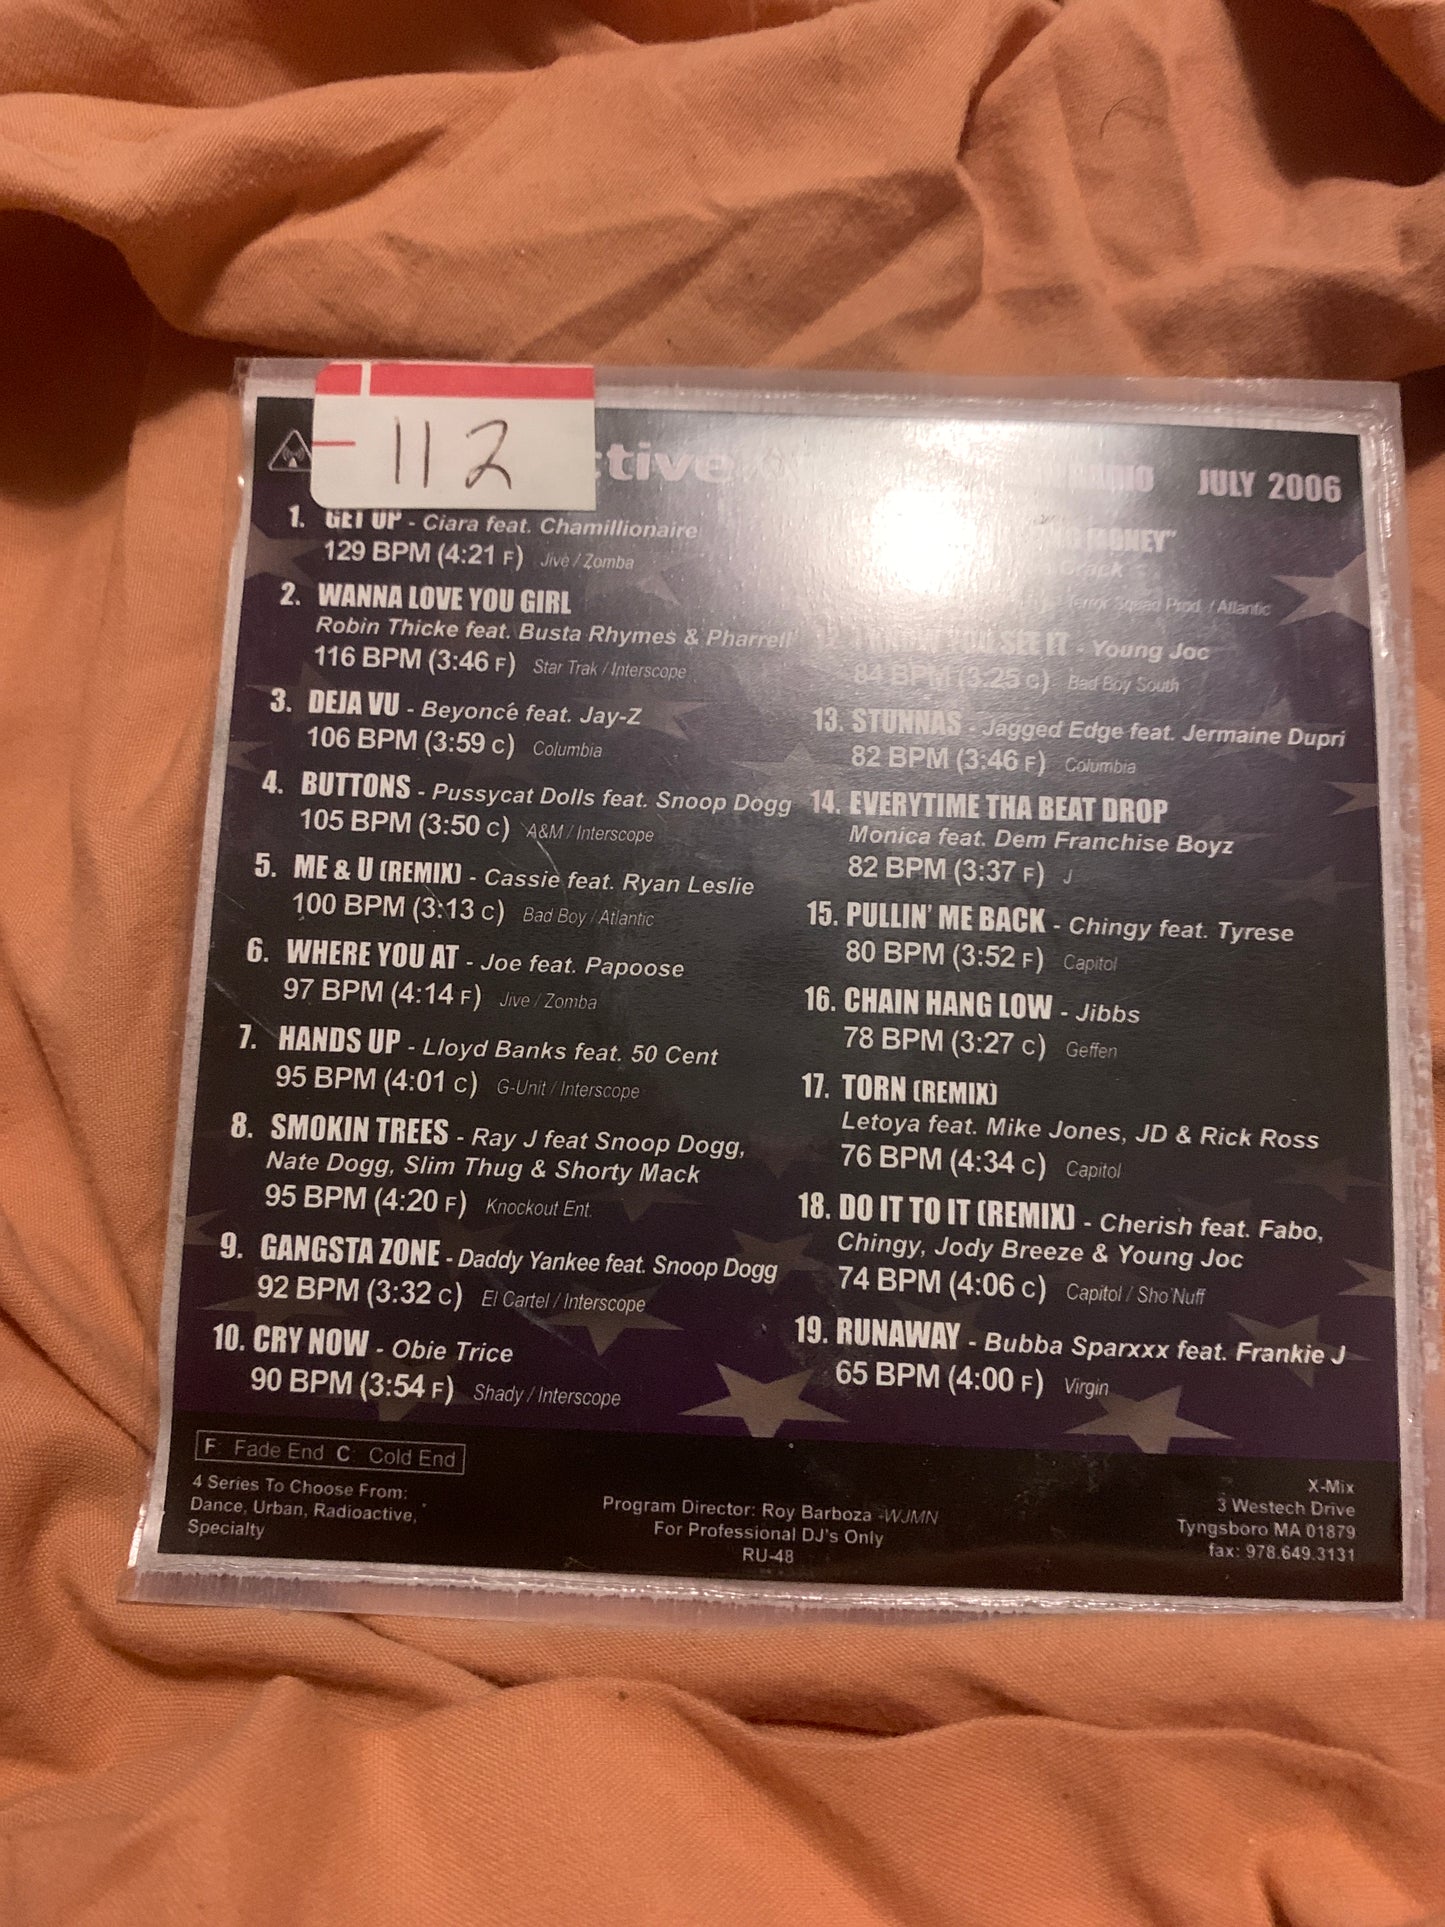 112
ctive
RADIO JULY 2006
1. GET UP - Ciara feat. Chamillionaire
129 BPM (4:21 F) Jive / Zomba
2. WANNA LOVE YOU GIRL
Robin Thicke feat. Busta Rhymes & Pharrell
116 BPM (3:46 F) Star Trak / Interscope
3. DEJA VU - Beyoncé feat. Jay-Z
106 BPM (3:59 C) Columbia
4. BUTTONS - Pussycat Dolls feat. Snoop Dogg
105 BPM (3:50 C) A&M / Interscope
5. ME & U (REMIX) - Cassie feat. Ryan Leslie
100 BPM (3:13 C) Bad Boy / Atlantic
6. WHERE YOU AT - Joe feat. Papoose
97 BPM (4:14 F) Jive / Zomba
7. HANDS UP - Lloyd Banks feat. 50 Cent
95 BPM (4:01 C) G-Unit / Interscope
8. SMOKIN TREES - Ray J feat Snoop Dogg,
Nate Dogg, Slim Thug & Shorty Mack
95 BPM (4:20 F) Knockout Ent.
9. GANGSTA ZONE - Daddy Yankee feat. Snoop Dogg
92 BPM (3:32 C) El Cartel / Interscope
10. CRY NOW - Obie Trice
90 BPM (3:54 F) Shady / Interscope
MONEY"
Crack
Terror Squad Prod. / Atlantic
12. YOU SEE IT - Young Joc
84 BPM (3:25 C) Bad Boy South
13. STUNNAS - Jagged Edge feat. Jermaine Dupri
82 BPM (3:46 F) Columbia
14. EVERYTIME THA BEAT DROP
Monica feat. Dem Franchise Boyz
82 BPM (3:37 F) J
15. PULLIN' ME BACK - Chingy feat. Tyrese
80 BPM (3:52 F) Capitol
16. CHAIN HANG LOW - Jibbs
78 BPM (3:27 C) Geffen
17. TORN (REMIX)
Letoya feat. Mike Jones, JD & Rick Ross
76 BPM (4:34 C) Capitol
18. DO IT TO IT (REMIX) - Cherish feat. Fabo,
Chingy, Jody Breeze & Young Joc
74 BPM (4:06 C) Capitol / Sho'Nuff
19. RUNAWAY - Bubba Sparxxx feat. Frankie J
65 BPM (4:00 F) Virgin
F: Fade End C: Cold End
4 Series To Choose From:
Dance, Urban, Radioactive,
Specialty
Program Director: Roy Barboza -WJMN
For Professional DJ's Only
RU-48
X-Mix
3 Westech Drive
Tyngsboro MA 01879
fax: 978.649.3131